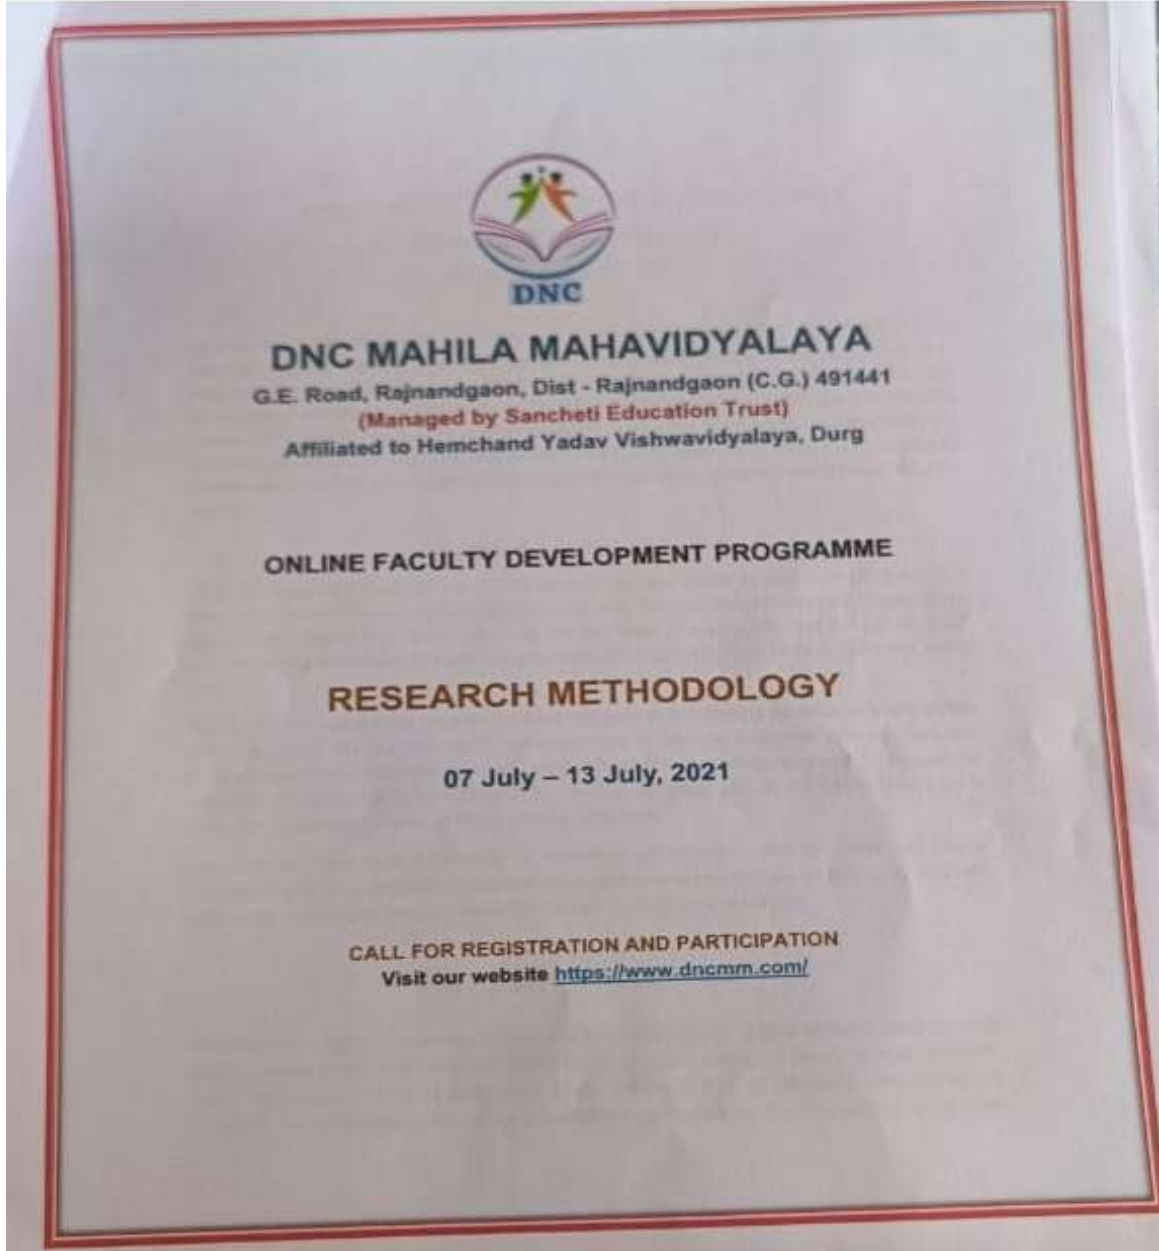 DNC
DNC MAHILA MAHAVIDYALAYA
G.E. Road, Rajnandgaon, Dist - Rajnandgaon (C.G.) 491441
(Managed by Sancheti Education Trust)
Affiliated to Hemchand Yadav Vishwavidyalaya, Durg
ONLINE FACULTY DEVELOPMENT PROGRAMME
RESEARCH METHODOLOGY
07 July – 13 July, 2021
CALL FOR REGISTRATION AND PARTICIPATION
Visit our website https://www.dncmm.com/